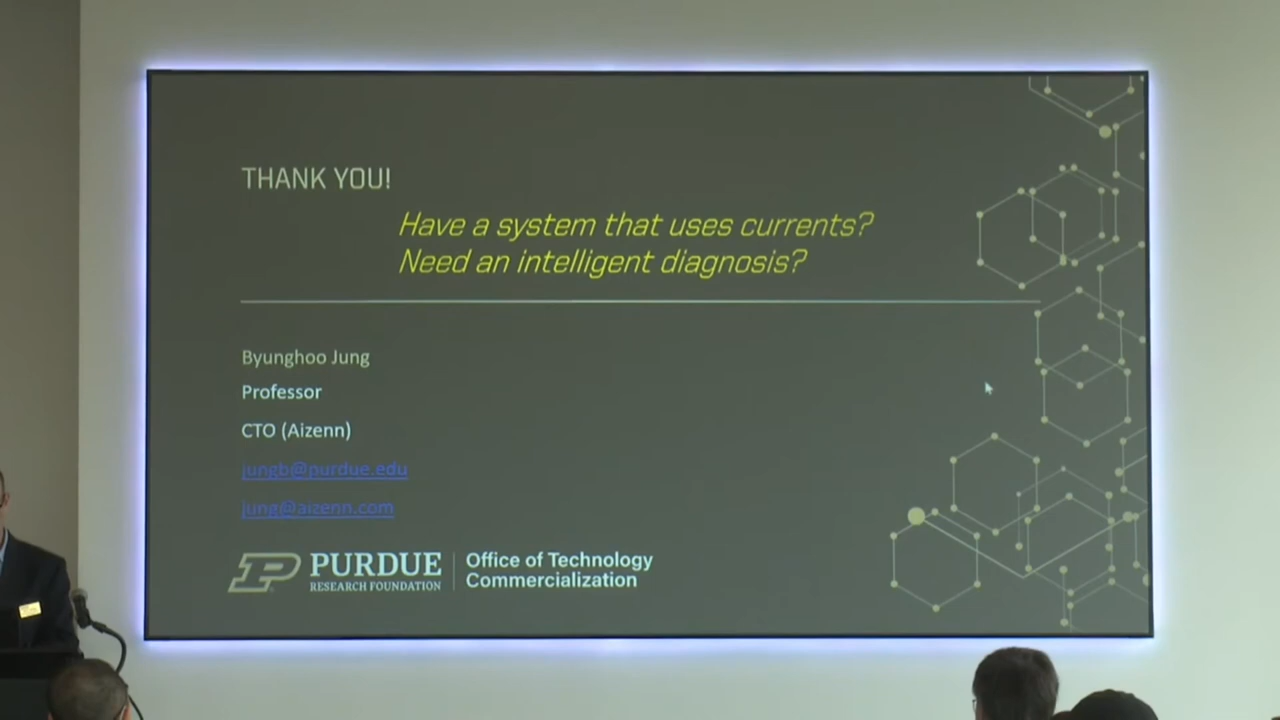 THANK YOU!
Have a system that uses currents?
Need an intelligent diagnosis?
Byunghoo Jung
Professor
CTO (Aizenn)
jungb@purdue.edu
jung@aizenn.com
PURDUE
RESEARCH FOUNDATION
Office of Technology
Commercialization